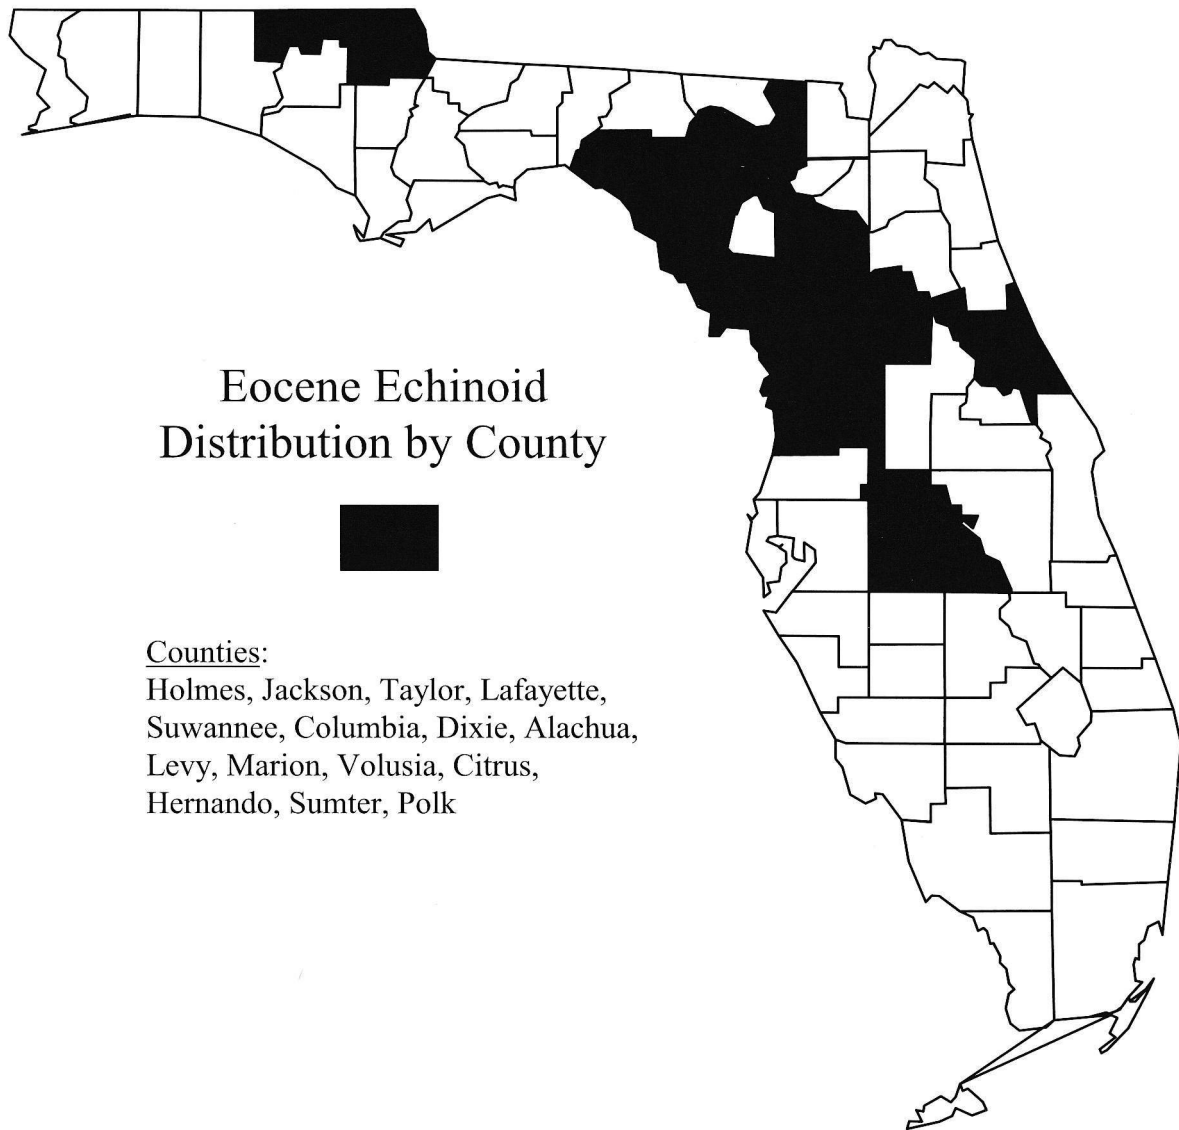 Eocene Echinoid
Distribution by County
Counties:
Holmes, Jackson, Taylor, Lafayette,
Suwannee, Columbia, Dixie, Alachua,
Levy, Marion, Volusia, Citrus,
Hernando, Sumter, Polk